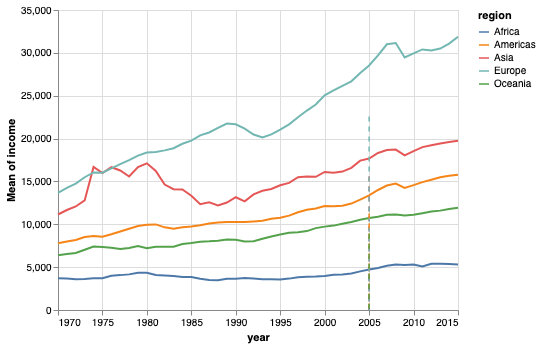 35,000
30,000
25,000
20,000
15,000
10,000
5,000
0
Mean of income
1970 1975 1980 1985 1990 1995 2000 2005 2010 2015
year
region
Africa
Americas
Asia
Europe
Oceania